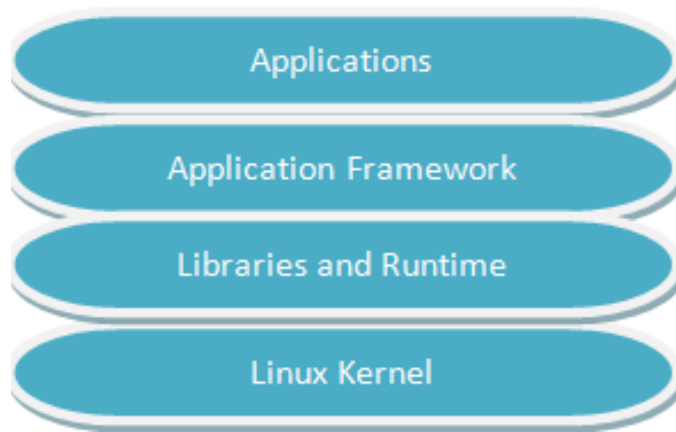 Applications
Application Framework
Libraries and Runtime
Linux Kernel